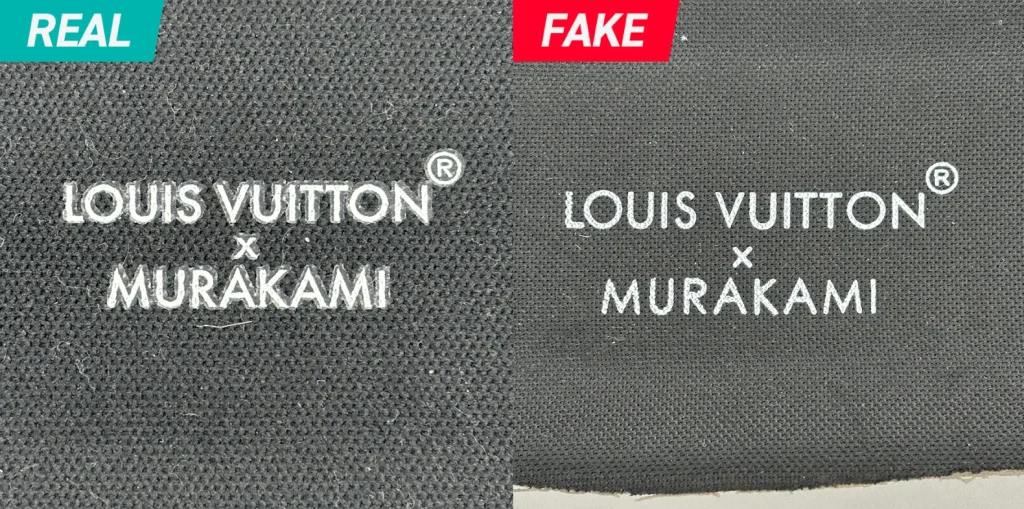 REAL
LOUIS VUITTON®
x
MURAKAMI
FAKE
LOUIS VUITTON®
x
MURAKAMI